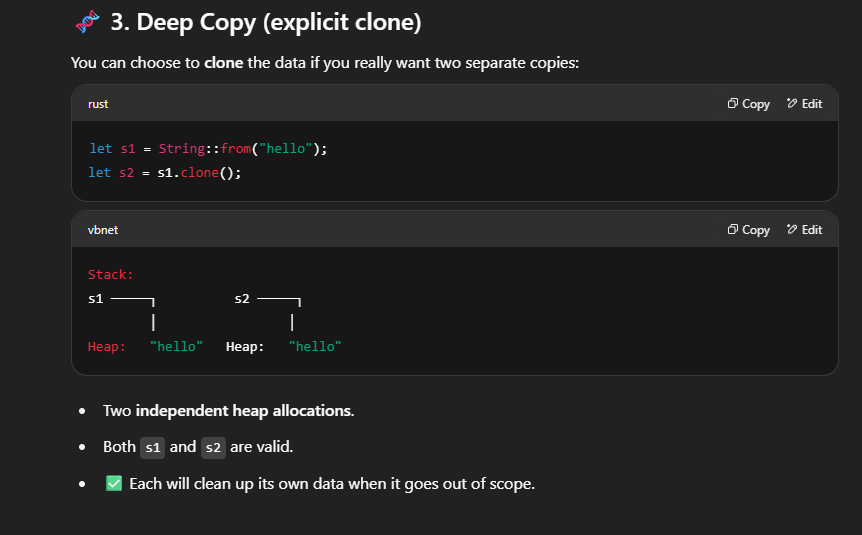 🧬 3. Deep Copy (explicit clone)
You can choose to clone the data if you really want two separate copies:
rust Copy Edit
let s1 = String::from("hello");
let s2 = s1.clone();
vbnet Copy Edit
Stack:
s1 ─────┐ s2 ─────┐
│ │
Heap: "hello" Heap: "hello"
• Two independent heap allocations.
• Both s1 and s2 are valid.
• ✅ Each will clean up its own data when it goes out of scope.